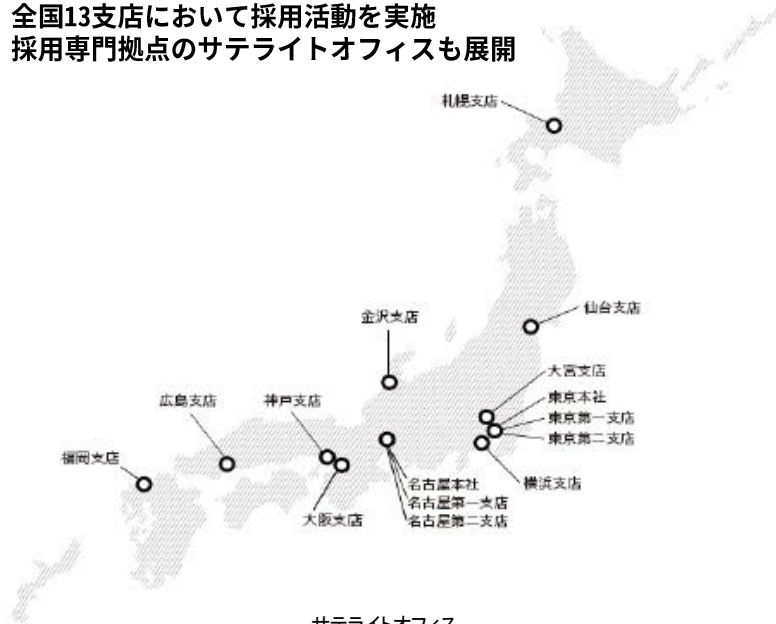 全国13支店において採用活動を実施
採用専門拠点のサテライトオフィスも展開
札幌支店
仙台支店
金沢支店
大宮支店
東京本社
東京第一支店
東京第二支店
広島支店
神戸支店
福岡支店
横浜支店
名古屋本社
名古屋第一支店
名古屋第二支店
大阪支店
サテライトオフィス